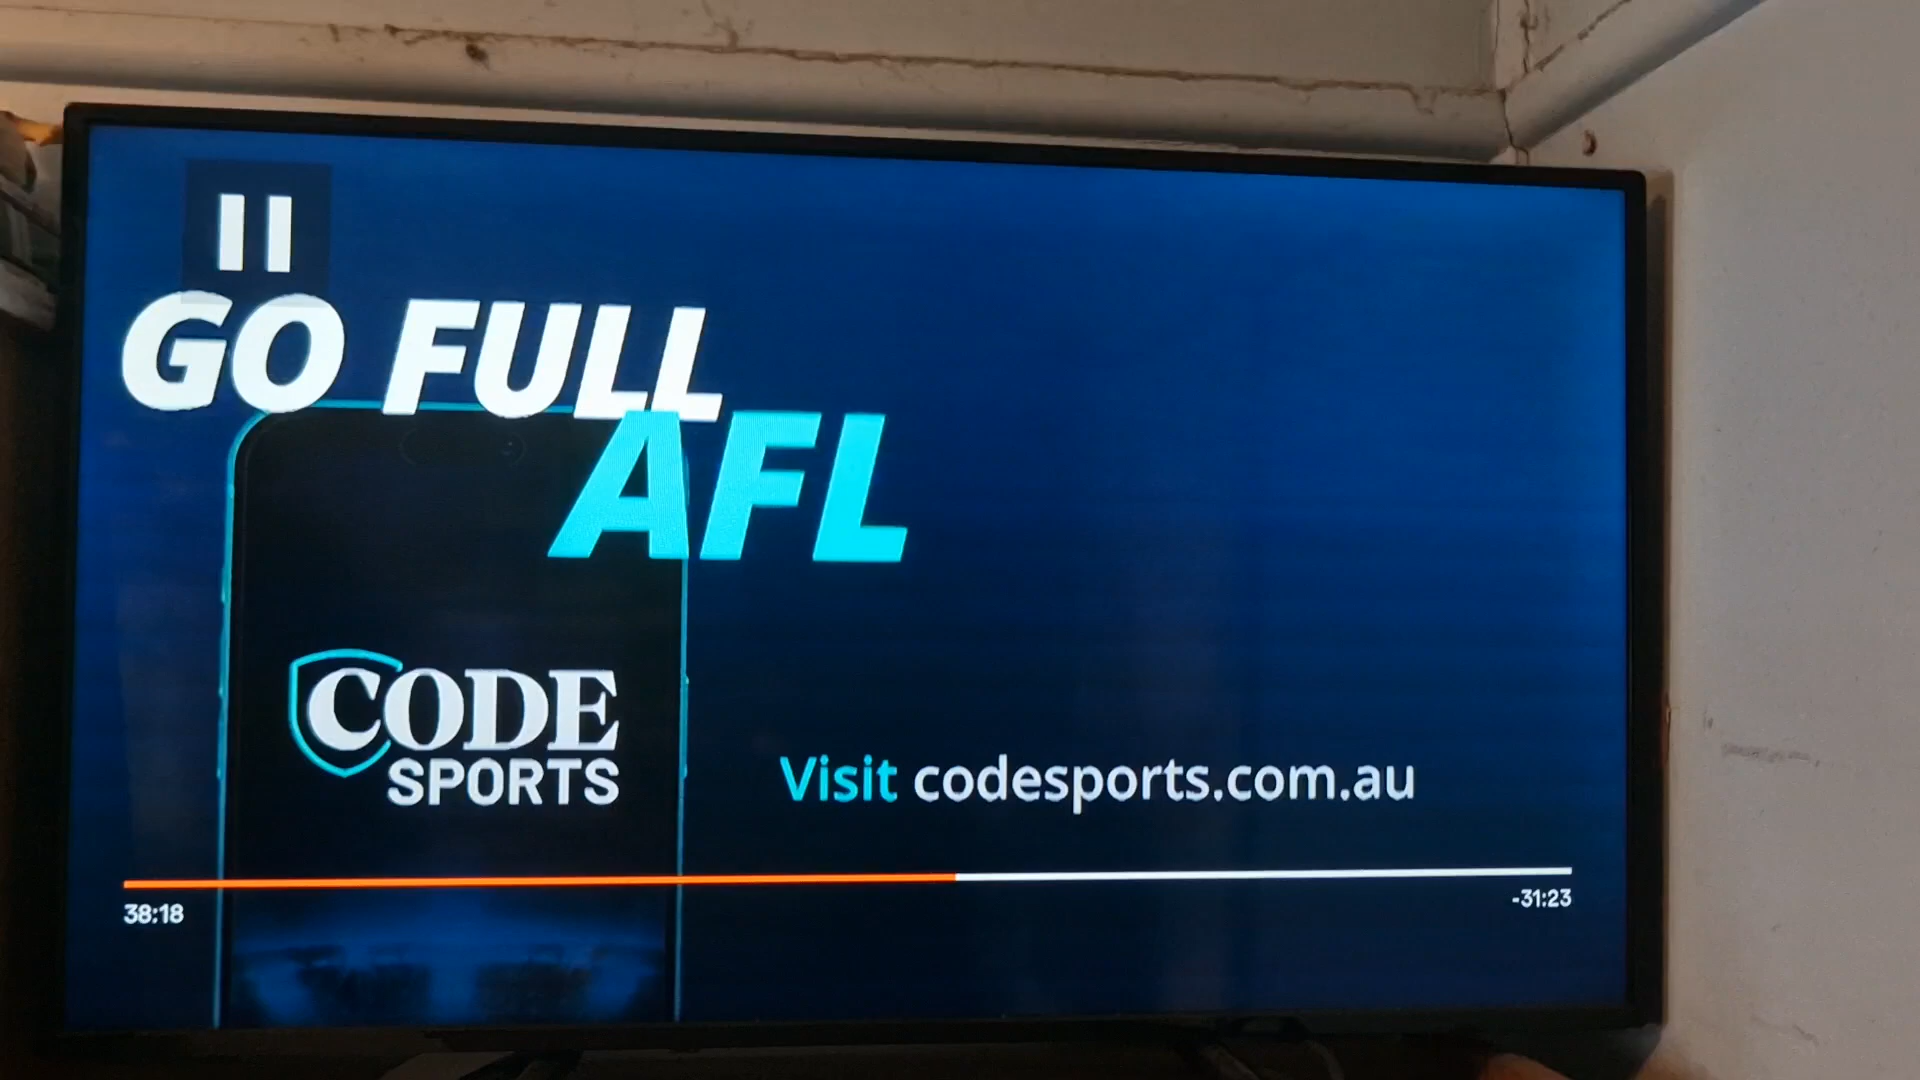 GO FULL
AFL
CODE
SPORTS
Visit codesports.com.au
38:18
-31:23